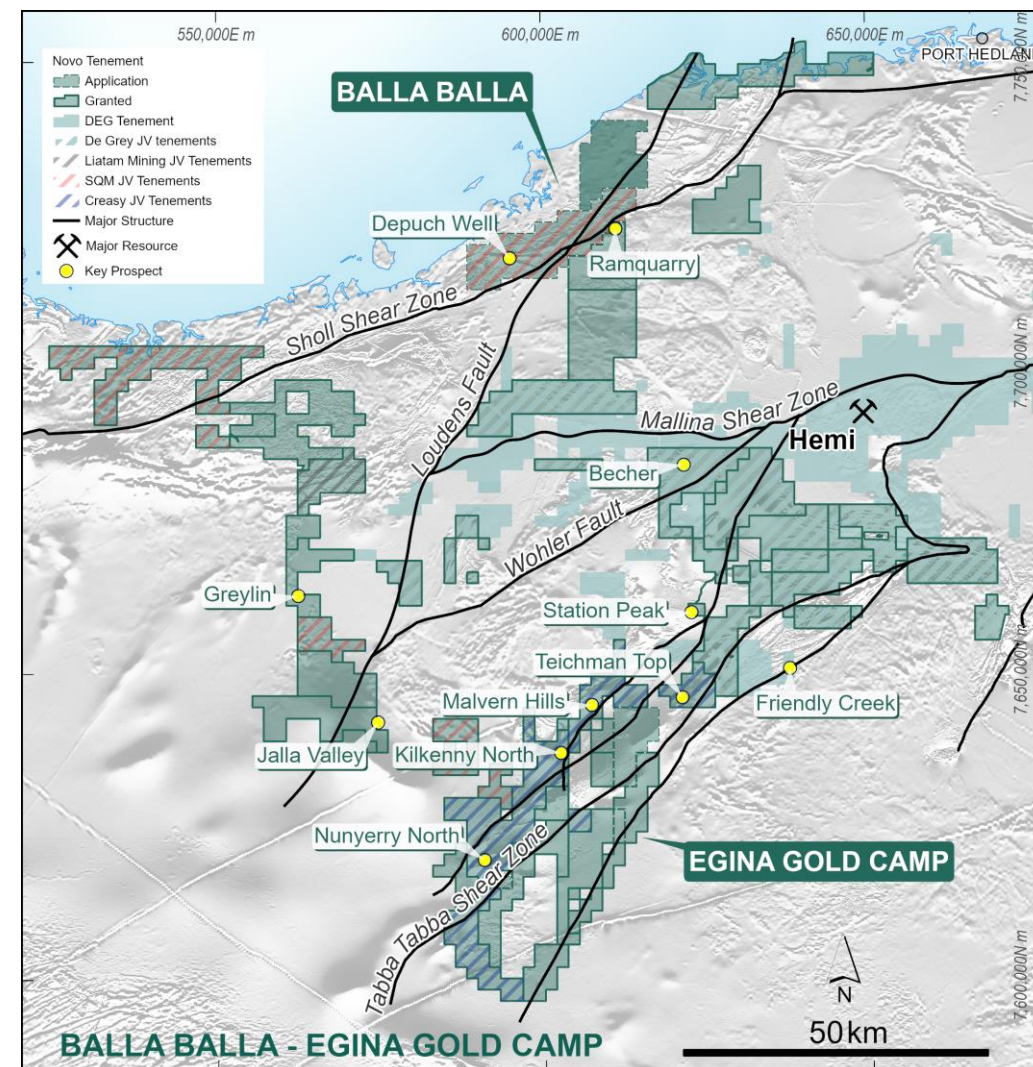 550,000E m
600,000E m
650,000E m
PORT HEDLAN
7,750,000N m
Novo Tenement
Application
Granted
DEG Tenement
De Grey JV tenements
Liatam Mining JV Tenements
SQM JV Tenements
Creasy JV Tenements
Major Structure
Major Resource
Key Prospect
BALLA BALLA
Depuch Well
Ramquarry
Sholl Shear Zone
Loudens Fault
7,700,000N m
Mallina Shear Zone
Hemi
Becher
Wohler Fault
Greylin
Station Peak
Teichman Top
7,650,000N m
Malvern Hills
Friendly Creek
Jalla Valley
Kilkenny North
Nunyerry North
EGINA GOLD CAMP
Tabba Tabba Shear Zone
7,600,000N m
N
50km
BALLA BALLA - EGINA GOLD CAMP